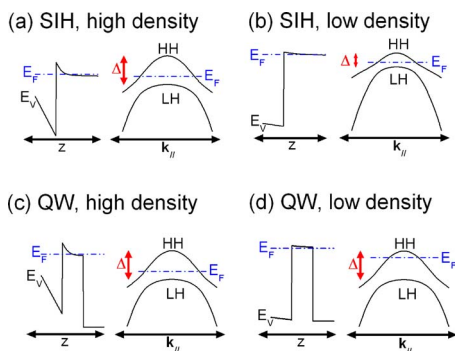 (a) SIH, high density
HH
Δ
E_F
E_F
E_V
LH
z
k_//
(b) SIH, low density
HH
E_F
Δ
E_F
LH
E_V
z
k_//
(c) QW, high density
HH
E_F
Δ
E_F
E_V
LH
z
k_//
(d) QW, low density
HH
E_F
Δ
E_F
LH
E_V
z
k_//